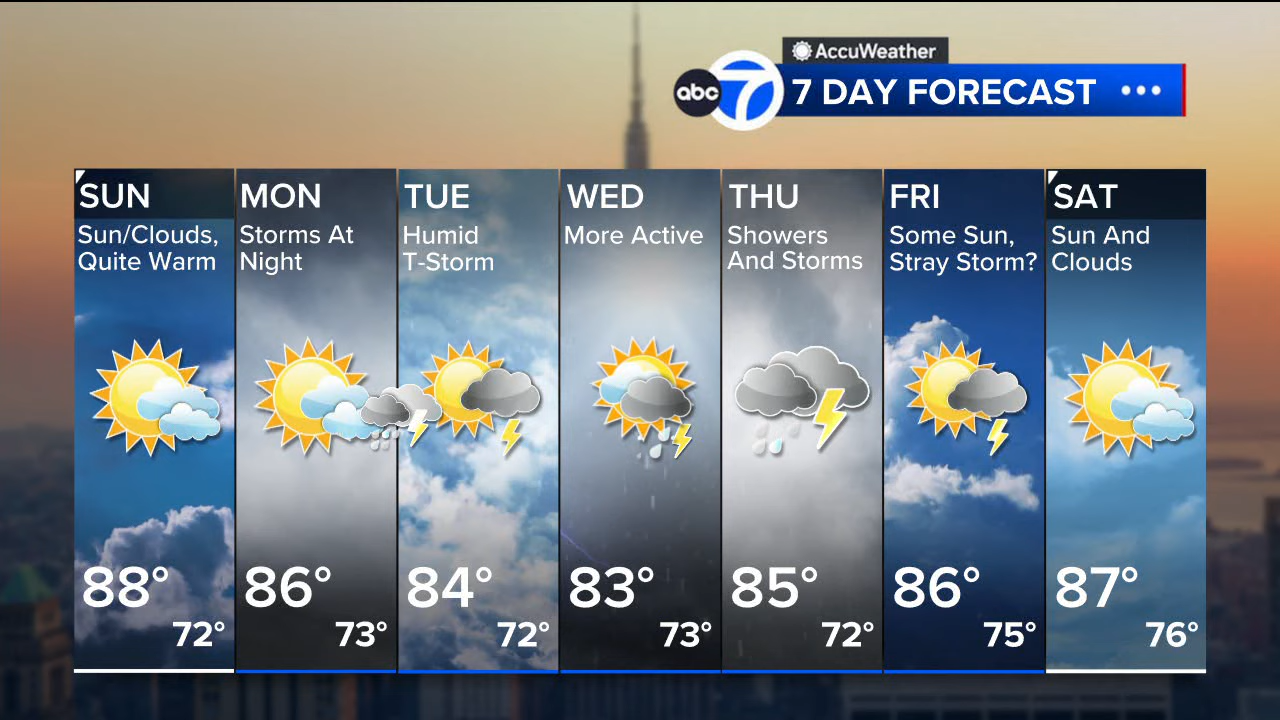 AccuWeather
abc 7 7 DAY FORECAST
SUN
Sun/Clouds,
Quite Warm
88°
72°
MON
Storms At
Night
86°
73°
TUE
Humid
T-Storm
84°
72°
WED
More Active
83°
73°
THU
Showers
And Storms
85°
72°
FRI
Some Sun,
Stray Storm?
86°
75°
SAT
Sun And
Clouds
87°
76°